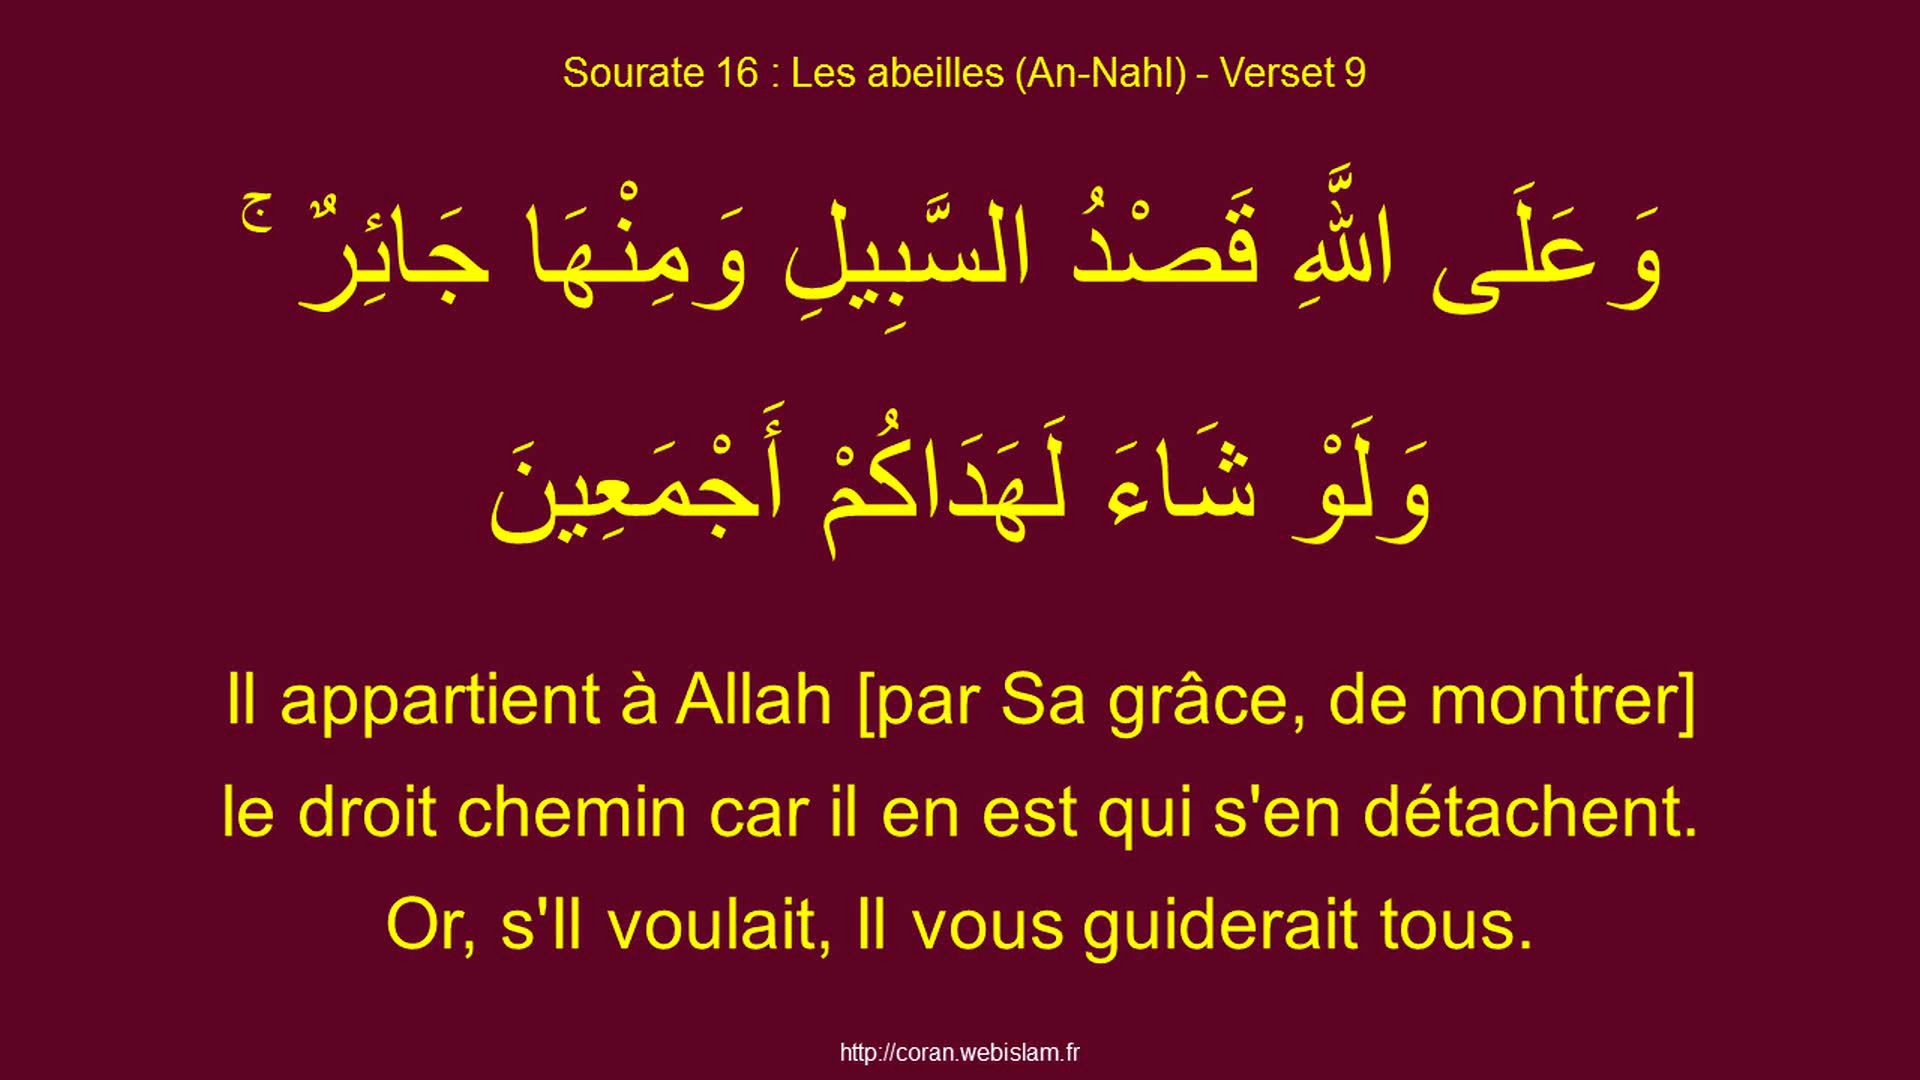 Sourate 16 : Les abeilles (An-Nahl) - Verset 9
وَعَلَى اللَّهِ قَصْدُ السَّبِيلِ وَمِنْهَا جَائِرٌ ۚ
وَلَوْ شَاءَ لَهَدَاكُمْ أَجْمَعِينَ
Il appartient à Allah [par Sa grâce, de montrer]
le droit chemin car il en est qui s'en détachent.
Or, s'Il voulait, Il vous guiderait tous.
http://coran.webislam.fr